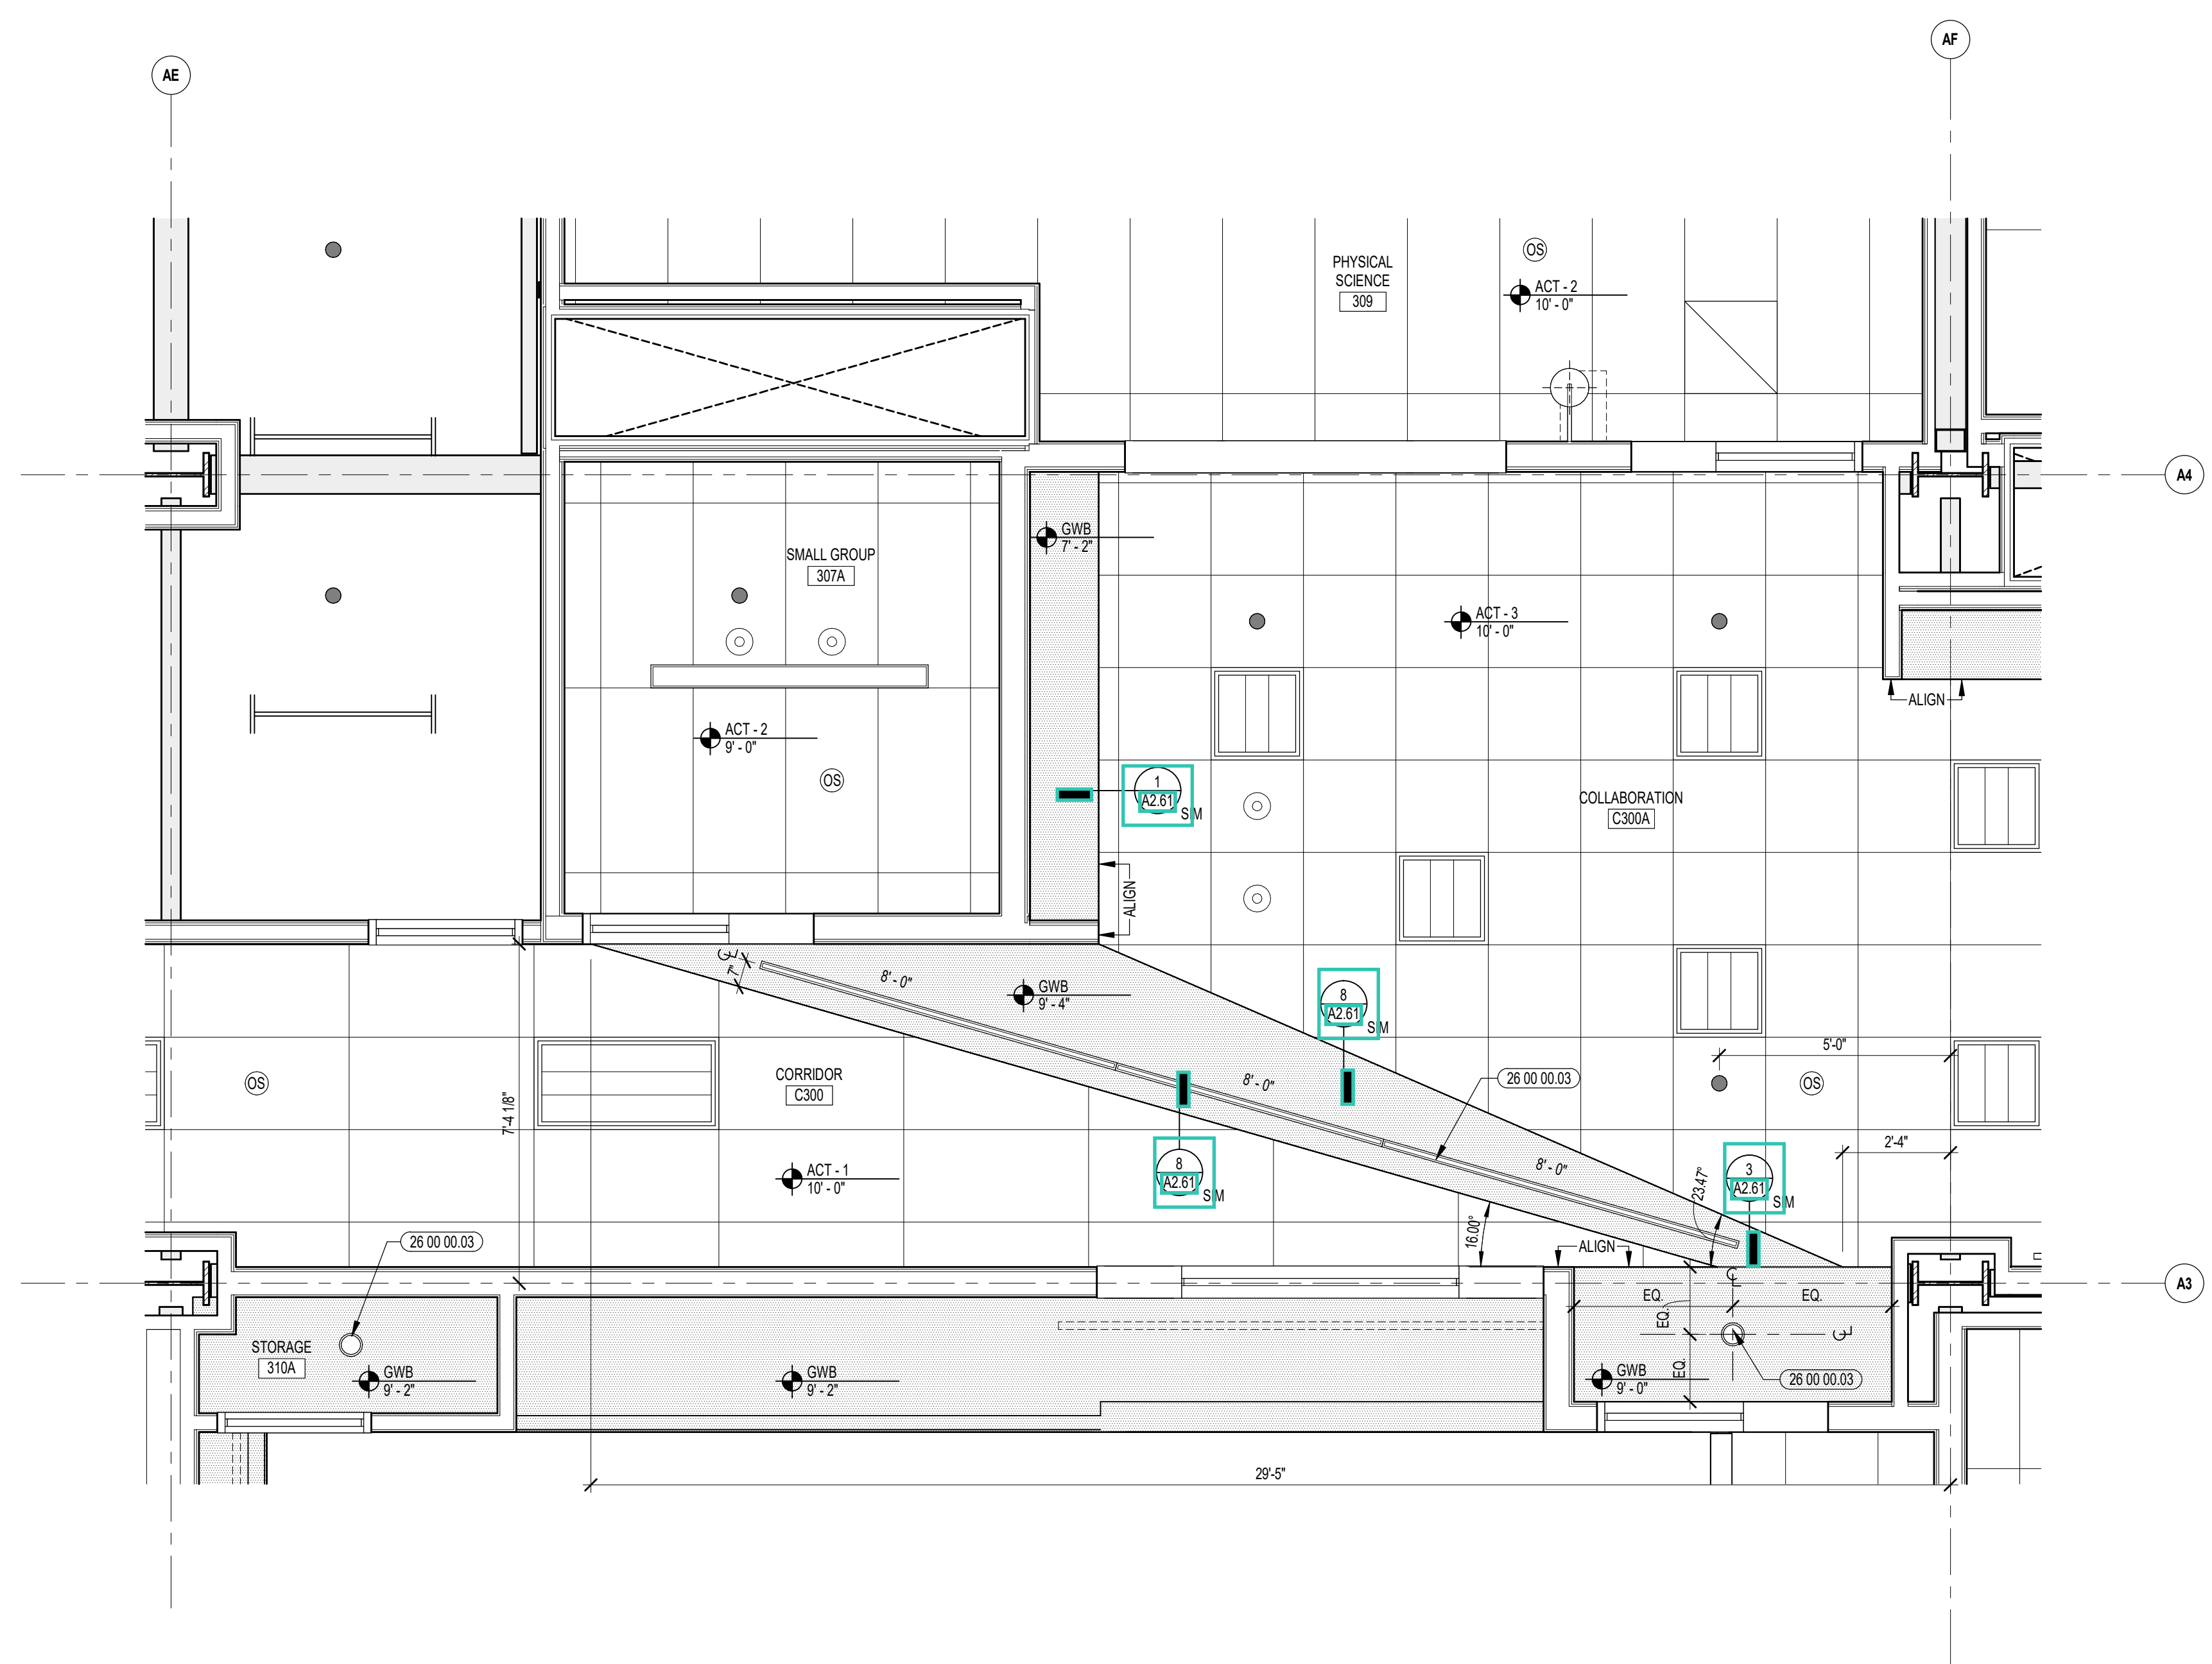 AF
AE
PHYSICAL
SCIENCE
309
OS
ACT - 2
10' - 0"
A4
GWB
7' - 2"
SMALL GROUP
307A
ACT - 3
10' - 0"
ALIGN
ACT - 2
9' - 0"
OS
1
A2.61
SIM
COLLABORATION
C300A
ALIGN
℄
7"
8' - 0"
GWB
9' - 4"
8
A2.61
SIM
5'-0"
OS
CORRIDOR
C300
OS
7'-4 1/8"
8' - 0"
26 00 00.03
2'-4"
8
A2.61
SIM
ACT - 1
10' - 0"
8' - 0"
3
A2.61
SIM
23.47°
16.00°
26 00 00.03
ALIGN
℄
A3
EQ.
EQ.
EQ.
℄
STORAGE
310A
GWB
9' - 2"
GWB
9' - 2"
EQ.
GWB
9' - 0"
26 00 00.03
29'-5"